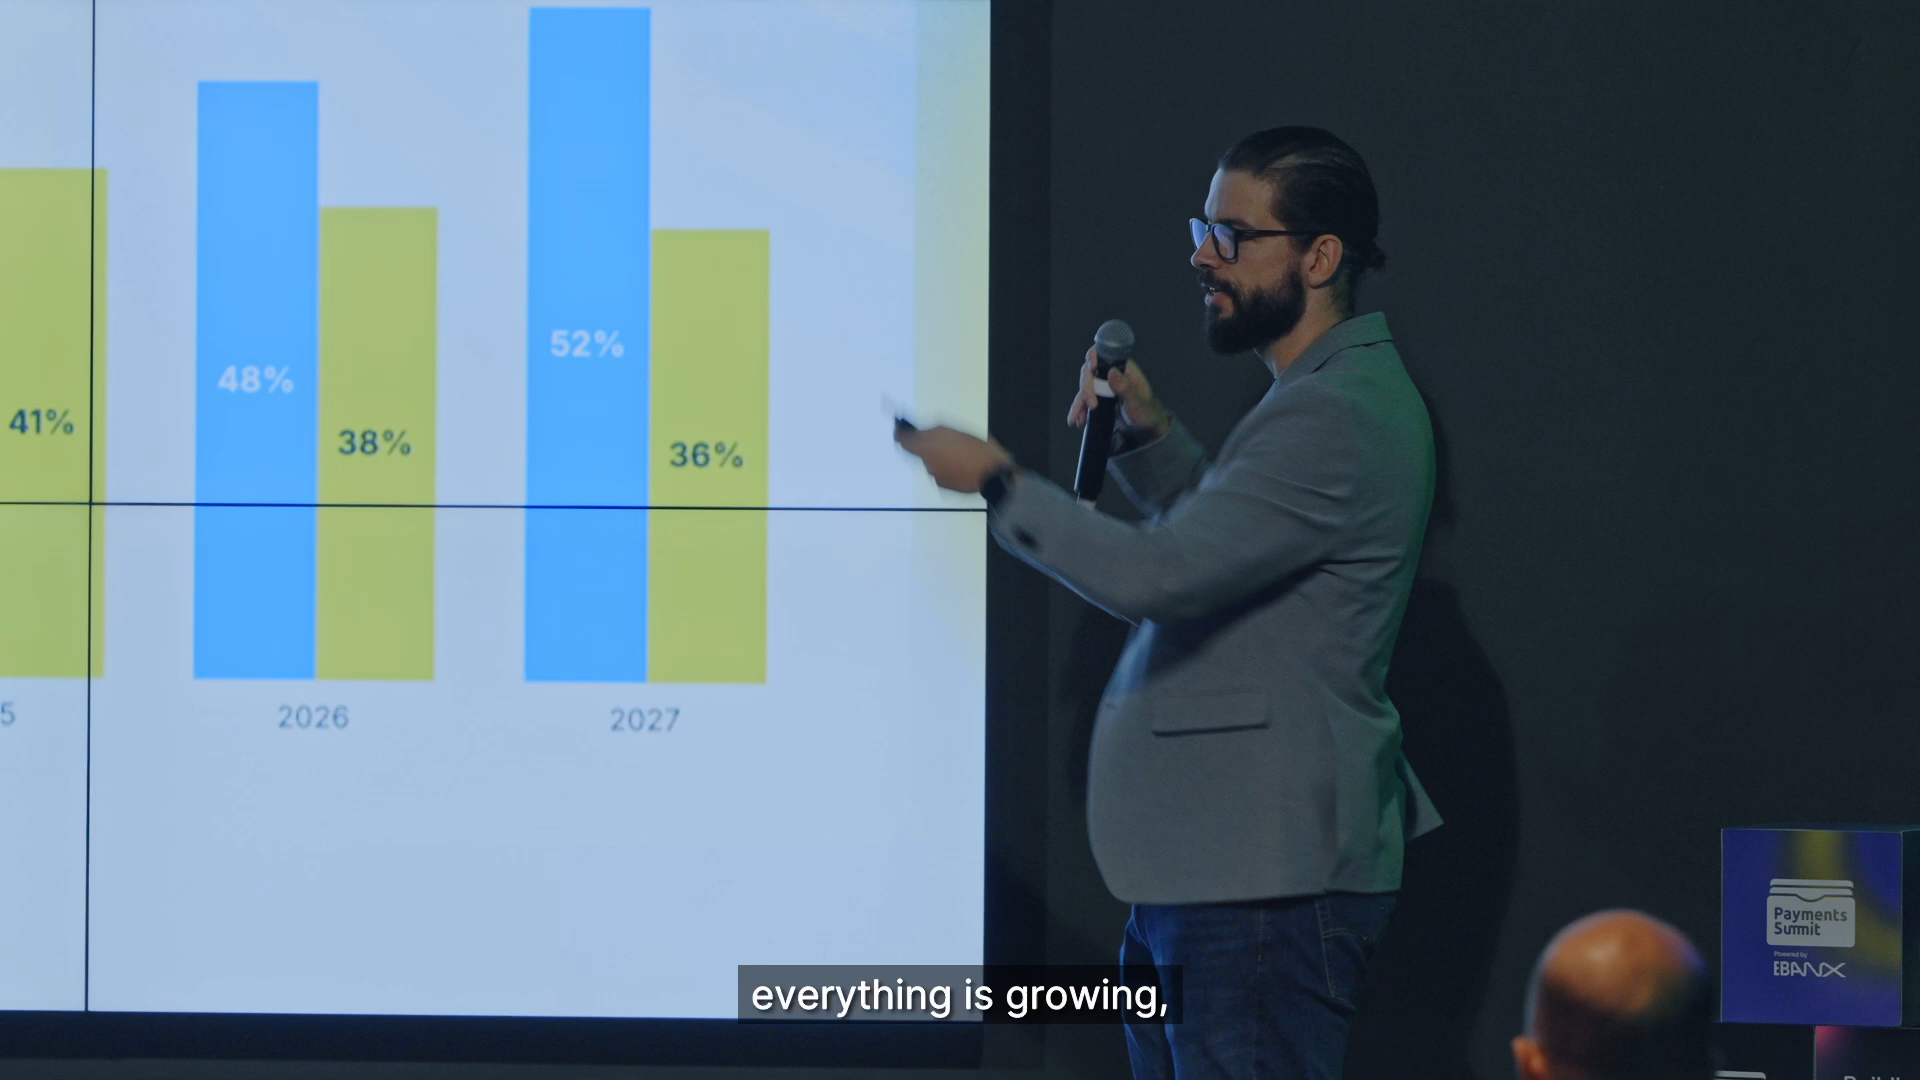 48%
52%
41%
38%
36%
5
2026
2027
Payments
Summit
Powered by
EBANX
everything is growing,